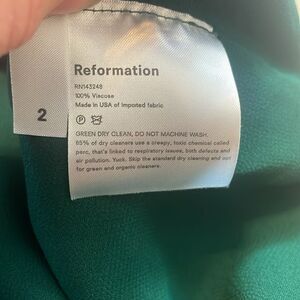 Reformation
RN143248
100% Viscose
Made in USA of imported fabric
2
GREEN DRY CLEAN, DO NOT MACHINE WASH.
85% of dry cleaners use a creepy, toxic chemical called
perc, that's linked to respiratory issues, birth defects and
air pollution. Yuck. Skip the standard dry cleaning and opt
for green and organic cleaners.